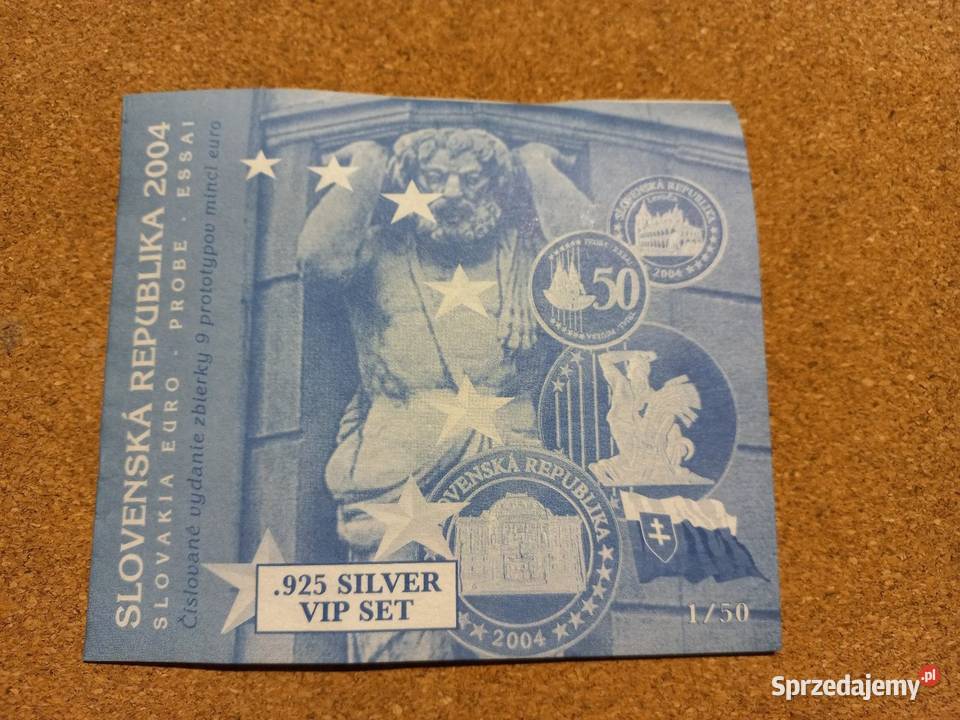 SLOVENSKÁ REPUBLIKA 2004
SLOVAKIA EURO · PROBE · ESSAI
Číslované vydanie zbierky 9 prototypov mincí euro
SLOVENSKÁ REPUBLIKA
2004
50
SLOVENSKÁ REPUBLIKA
2004
.925 SILVER
VIP SET
1/50
Sprzedajemy.pl